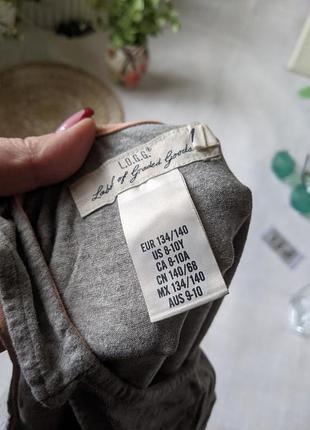 L.O.G.G.®
Label of Graded Goods
EUR 134/140
US 8-10Y
CA 8-10A
CN 140/68
MX 134/140
AUS 9-10